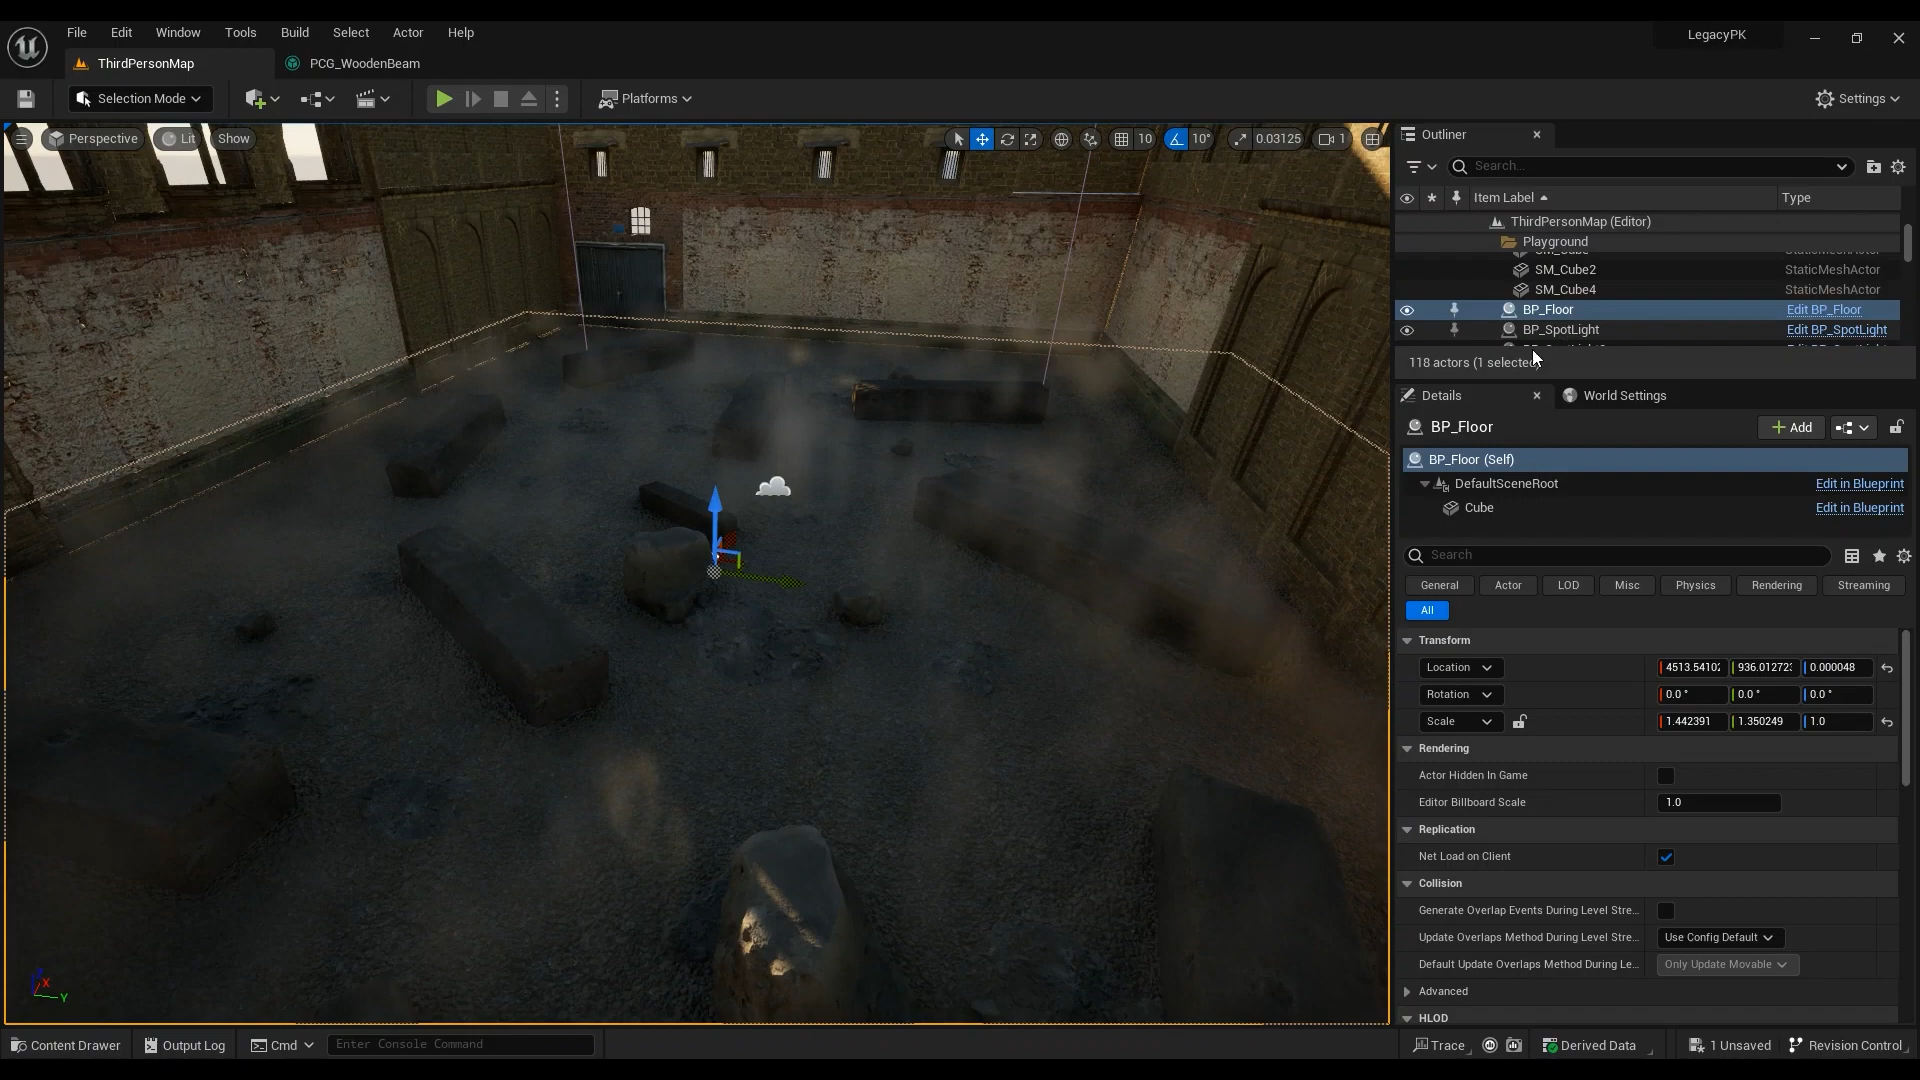 File Edit Window Tools Build Select Actor Help
LegacyPK
ThirdPersonMap PCG_WoodenBeam
Selection Mode Platforms Settings
Perspective Lit Show 10 10° 0.03125 1
Outliner
Search...
Item Label Type
ThirdPersonMap (Editor)
Playground
SM_Cube StaticMeshActor
SM_Cube2 StaticMeshActor
SM_Cube4 StaticMeshActor
BP_Floor Edit BP_Floor
BP_SpotLight Edit BP_SpotLight
118 actors (1 selected)
Details World Settings
BP_Floor Add
BP_Floor (Self)
DefaultSceneRoot Edit in Blueprint
Cube Edit in Blueprint
Search
General Actor LOD Misc Physics Rendering Streaming
All
Transform
Location 4513.54102 936.012723 0.000048
Rotation 0.0 ° 0.0 ° 0.0 °
Scale 1.442391 1.350249 1.0
Rendering
Actor Hidden In Game
Editor Billboard Scale 1.0
Replication
Net Load on Client
Collision
Generate Overlap Events During Level Stre...
Update Overlaps Method During Level Stre... Use Config Default
Default Update Overlaps Method During Le... Only Update Movable
Advanced
HLOD
X Y
Content Drawer Output Log Cmd Enter Console Command Trace Derived Data 1 Unsaved Revision Control